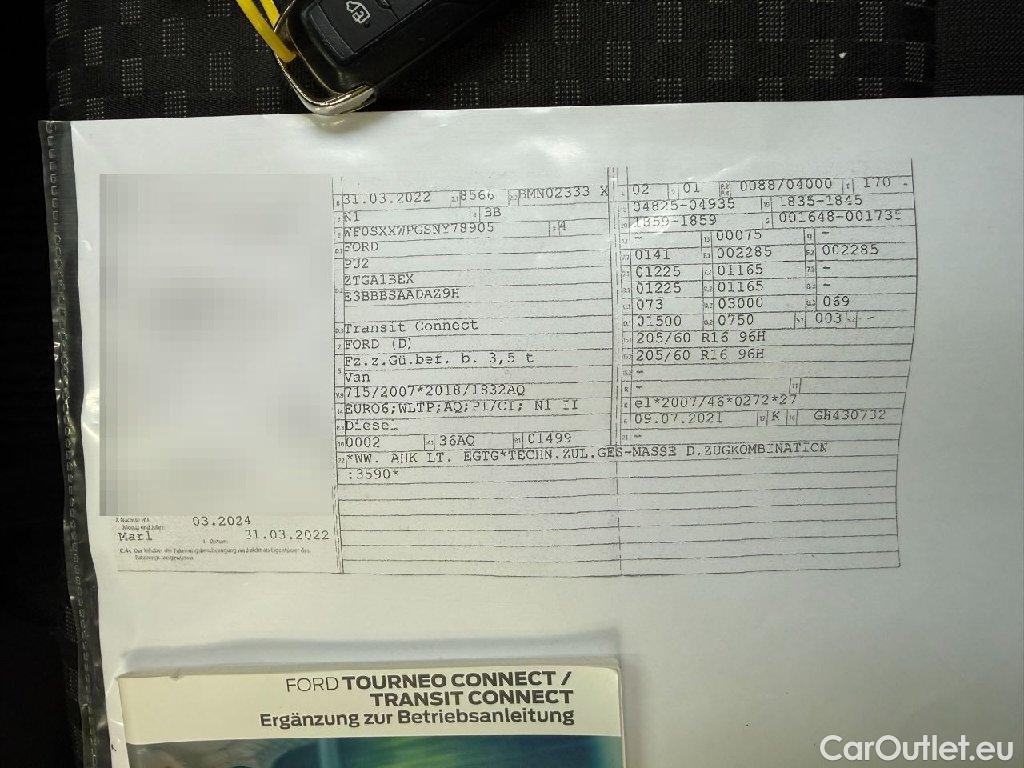 31.03.2022 8566 BMN02333 X
K1 3B
WF0SXXWPGSNY78905 4
FORD
PJ2
ZTGA1BEX
E3BBESAADAZ9H
Transit Connect
FORD (D)
Fz.z.Gü.bef. b. 3,5 t
Van
715/2007*2018/1832AQ
EURO6;WLTP;AQ;PI/CI; N1 II
Diesel
0002 36AQ 01499
02 01 0088/04000 170
04825-04935 1835-1845
1859-1859 001648-001735
- 00075 -
0141 002285 002285
01225 01165 -
01225 01165 -
073 03000 069
01500 0750 003 -
205/60 R16 96H
205/60 R16 96H
-
-
e1*2007/46*0272*27
09.07.2021 K GH430732
-
*WW. AHK LT. EGTG*TECHN.ZUL.GES-MASSE D.ZUGKOMBINATION
:3590*
03.2024
Marl 31.03.2022
FORD TOURNEO CONNECT /
TRANSIT CONNECT
Ergänzung zur Betriebsanleitung
CarOutlet.eu